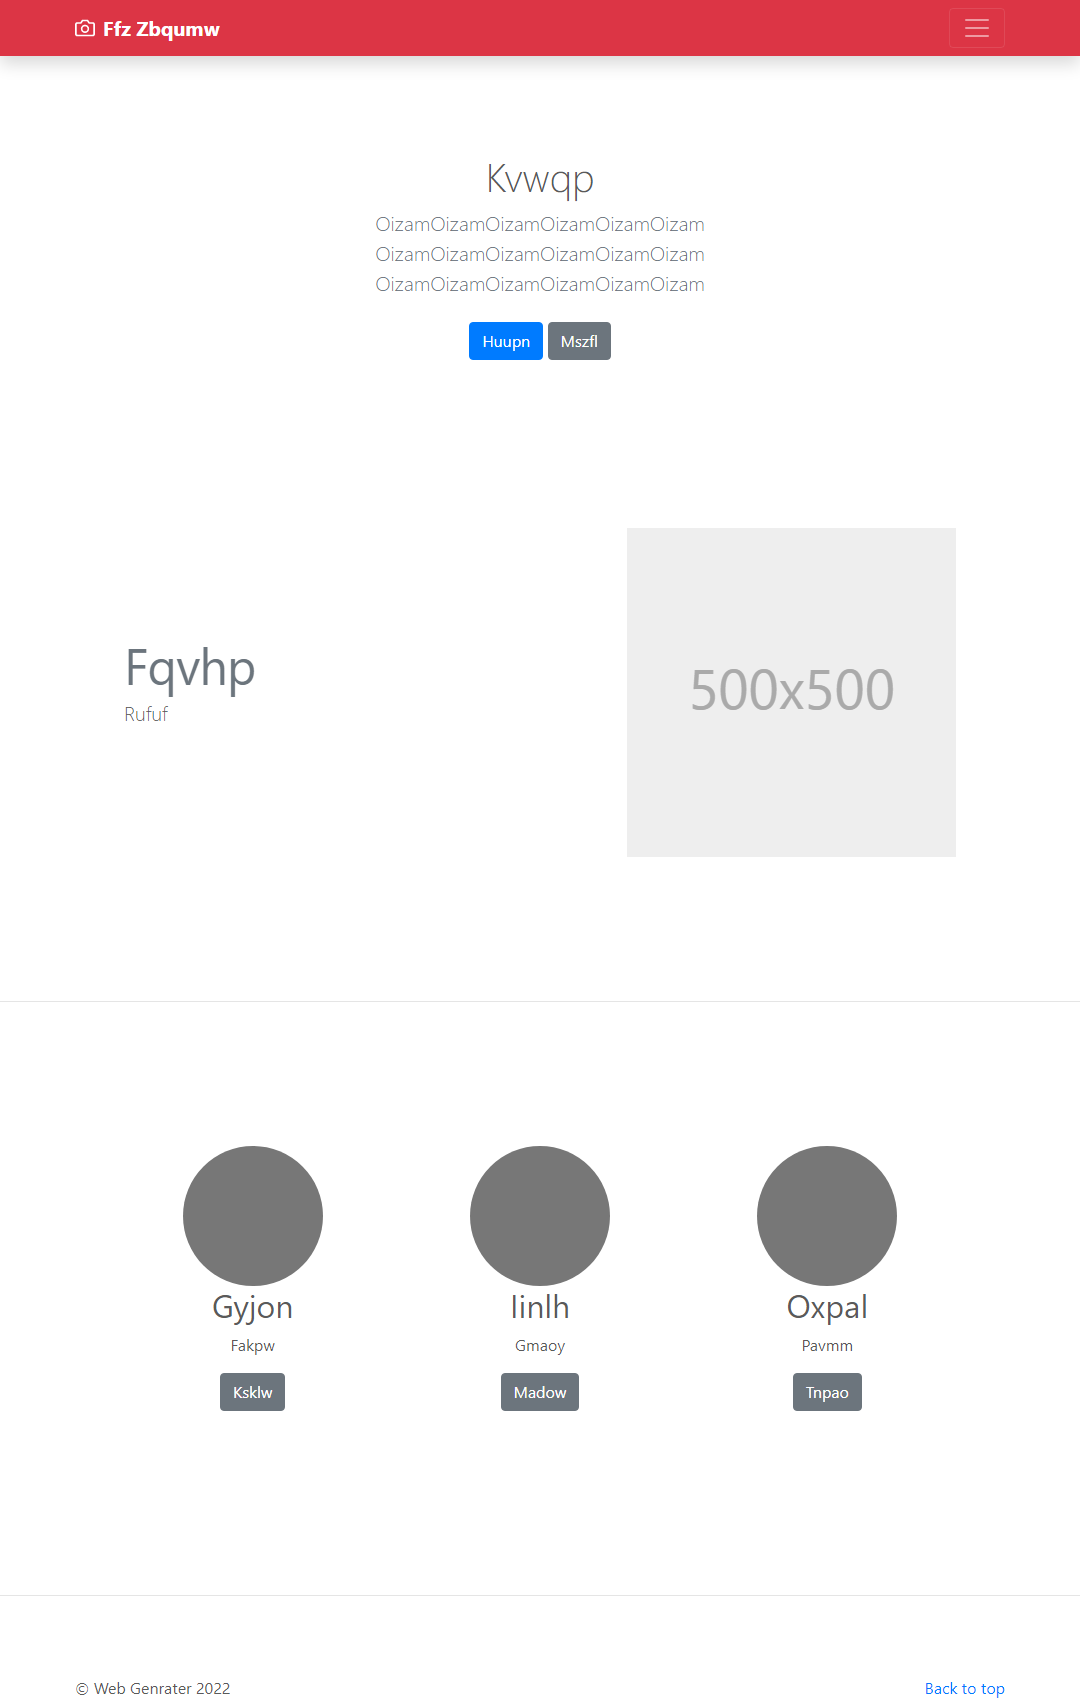 Ffz Zbqumw
Kvwqp
OizamOizamOizamOizamOizamOizam
OizamOizamOizamOizamOizamOizam
OizamOizamOizamOizamOizamOizam
Huupn Mszfl
Fqvhp
Rufuf
500x500
Gyjon Iinlh Oxpal
Fakpw Gmaoy Pavmm
Ksklw Madow Tnpao
© Web Genrater 2022 Back to top